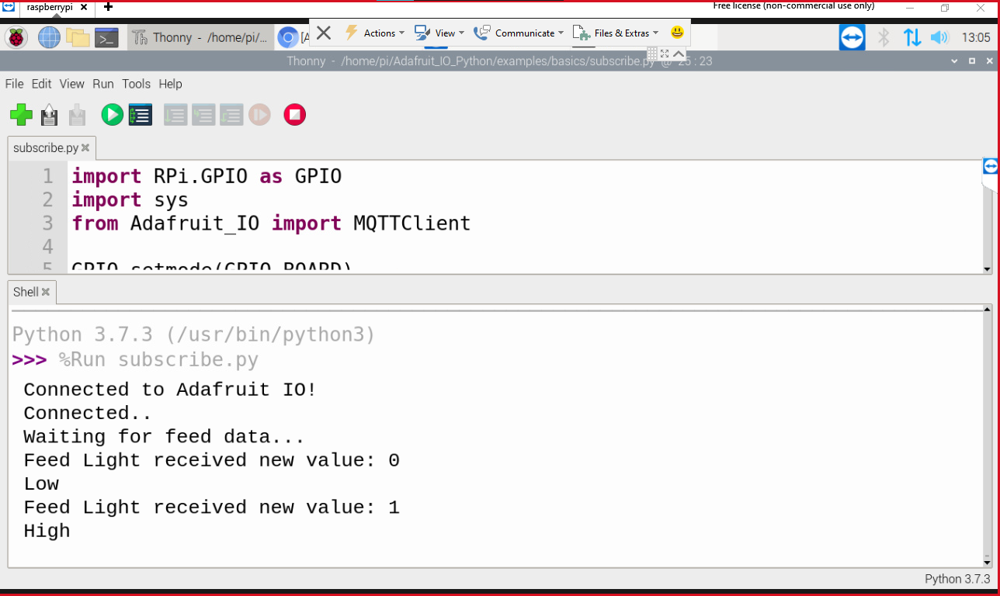 raspberrypi
Free license (non-commercial use only)
Thonny - /home/pi/...
[A
Actions
View
Communicate
Files & Extras
13:05
Thonny - /home/pi/Adafruit_IO_Python/examples/basics/subscribe.py @ 25 : 23
File Edit View Run Tools Help
subscribe.py
1 import RPi.GPIO as GPIO
2 import sys
3 from Adafruit_IO import MQTTClient
4
5 GPIO.setmode(GPIO.BOARD)
Shell
Python 3.7.3 (/usr/bin/python3)
>>> %Run subscribe.py
Connected to Adafruit IO!
Connected..
Waiting for feed data...
Feed Light received new value: 0
Low
Feed Light received new value: 1
High
Python 3.7.3